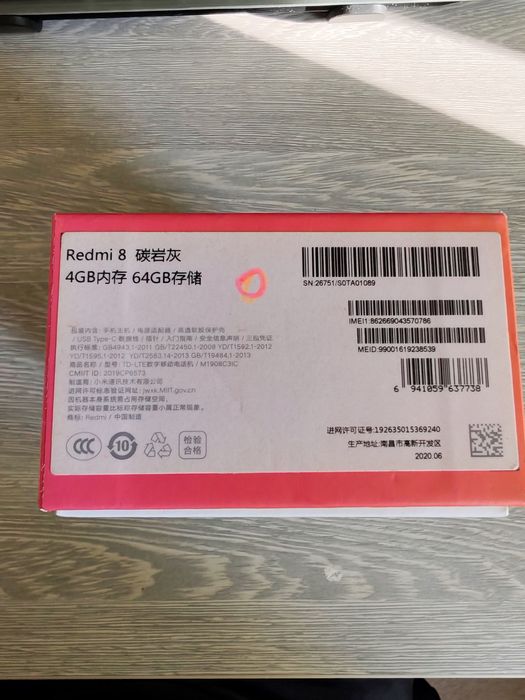 Redmi 8 碳岩灰
4GB内存 64GB存储
SN:26751/S0TA01089
IMEI1:862669043570786
MEID:99001619238539
6 941059 637738
包装内含: 手机主机 / 电源适配器 / 高透软胶保护壳
/ USB Type-C 数据线 / 插针 / 入门指南 / 安全信息声明 / 三包凭证
执行标准: GB4943.1-2011 GB/T22450.1-2008 YD/T1592.1-2012
YD/T1595.1-2012 YD/T2583.14-2013 GB/T19484.1-2013
商品名称 / 型号: TD-LTE数字移动电话机 / M1908C3IC
CMIIT ID: 2019CP6573
制造商: 小米通讯技术有限公司
进网许可标志验证网址: jwxk.MIIT.gov.cn
因机器本身系统需占用存储空间,
实际存储容量比标称存储容量小属正常现象。
商标: Redmi / 中国制造
CCC
10
检验
合格
进网许可证号:192635015369240
生产地址:南昌市高新开发区
2020.06